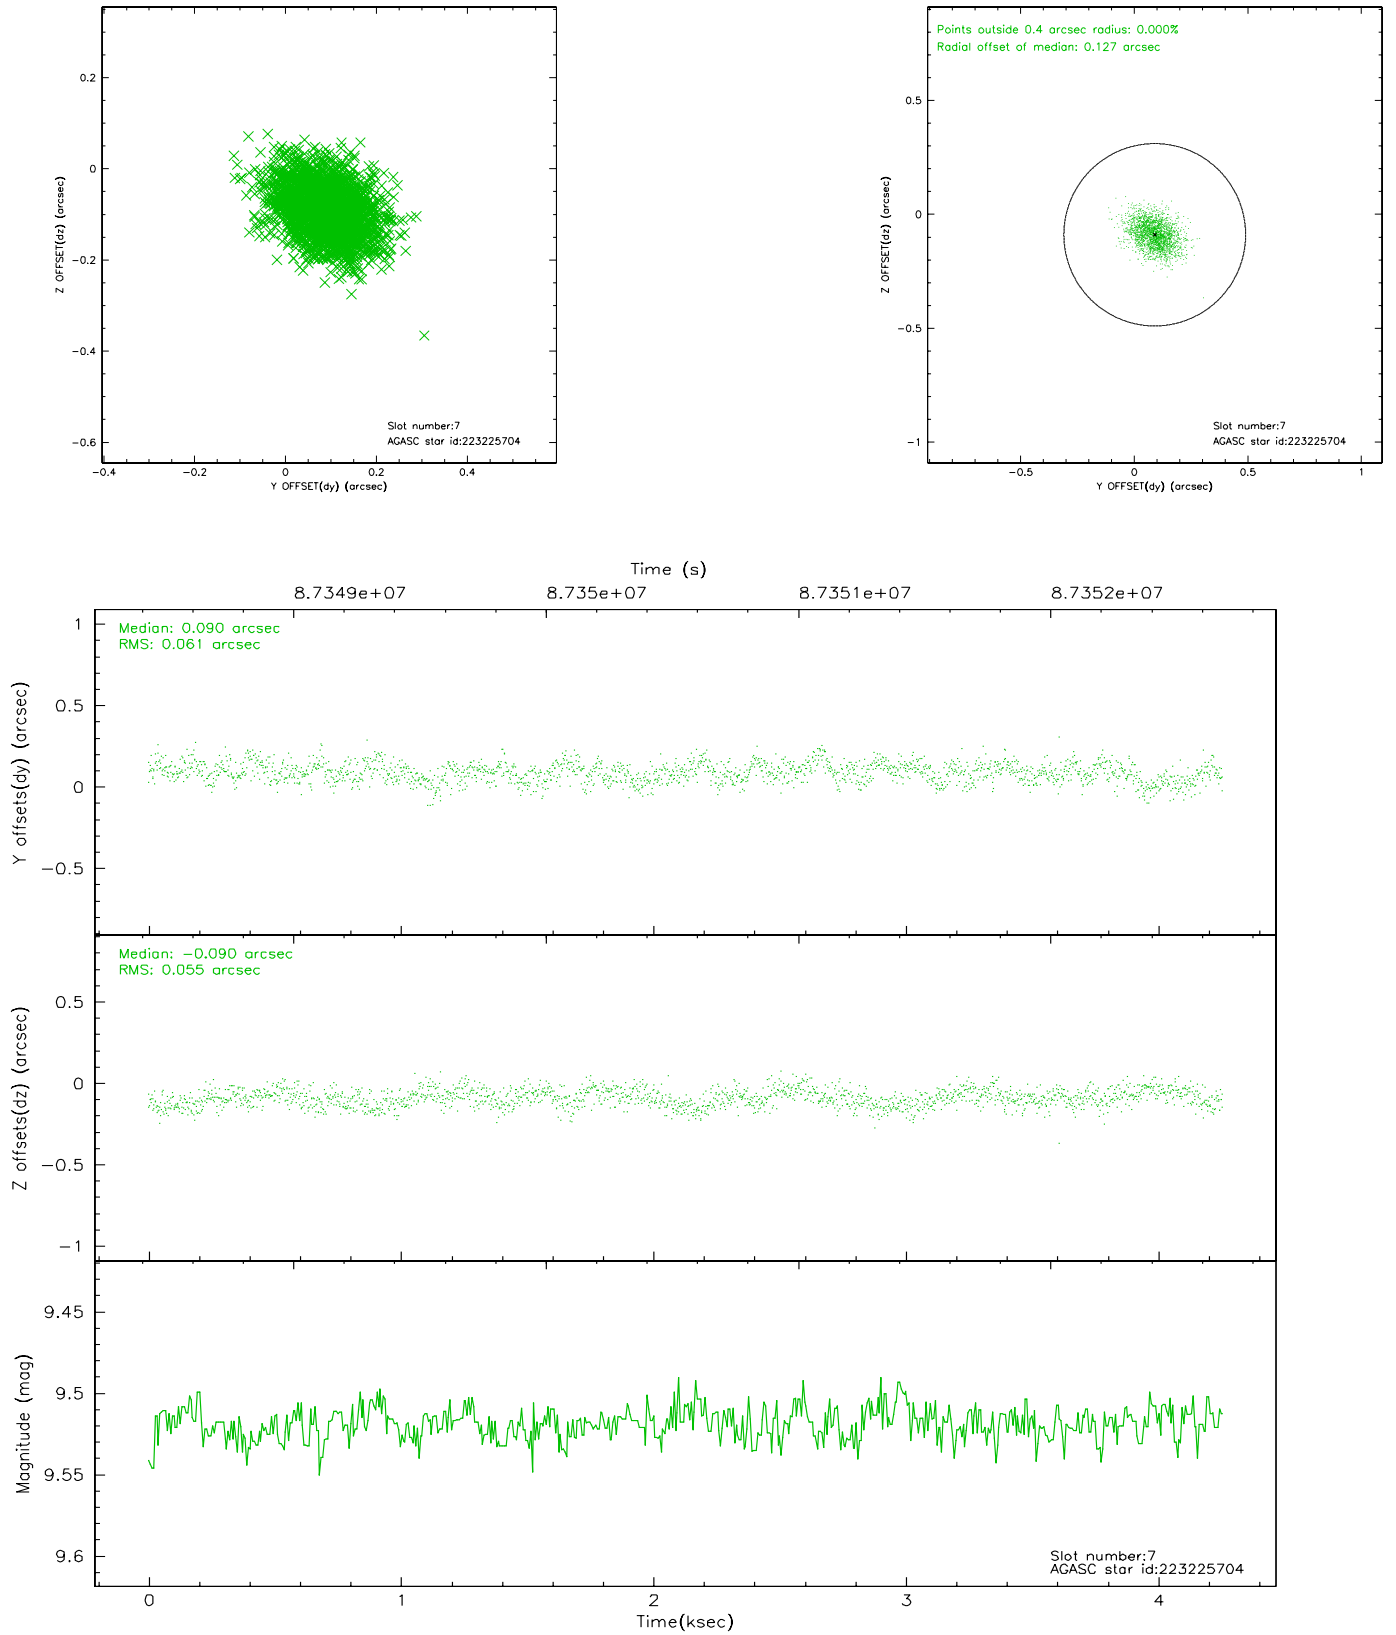 0.2
0
−0.2
−0.4
−0.6
Z OFFSET(dz) (arcsec)
Slot number:7
AGASC star id:223225704
−0.4 −0.2 0 0.2 0.4
Y OFFSET(dy) (arcsec)
Points outside 0.4 arcsec radius: 0.000%
Radial offset of median: 0.127 arcsec
0.5
0
−0.5
−1
Z OFFSET(dz) (arcsec)
Slot number:7
AGASC star id:223225704
−0.5 0 0.5 1
Y OFFSET(dy) (arcsec)
Time (s)
8.7349e+07 8.735e+07 8.7351e+07 8.7352e+07
Median: 0.090 arcsec
RMS: 0.061 arcsec
1
0.5
0
−0.5
Y offsets(dy) (arcsec)
Median: −0.090 arcsec
RMS: 0.055 arcsec
0.5
0
−0.5
−1
Z offsets(dz) (arcsec)
9.45
9.5
9.55
9.6
Magnitude (mag)
Slot number:7
AGASC star id:223225704
0 1 2 3 4
Time(ksec)